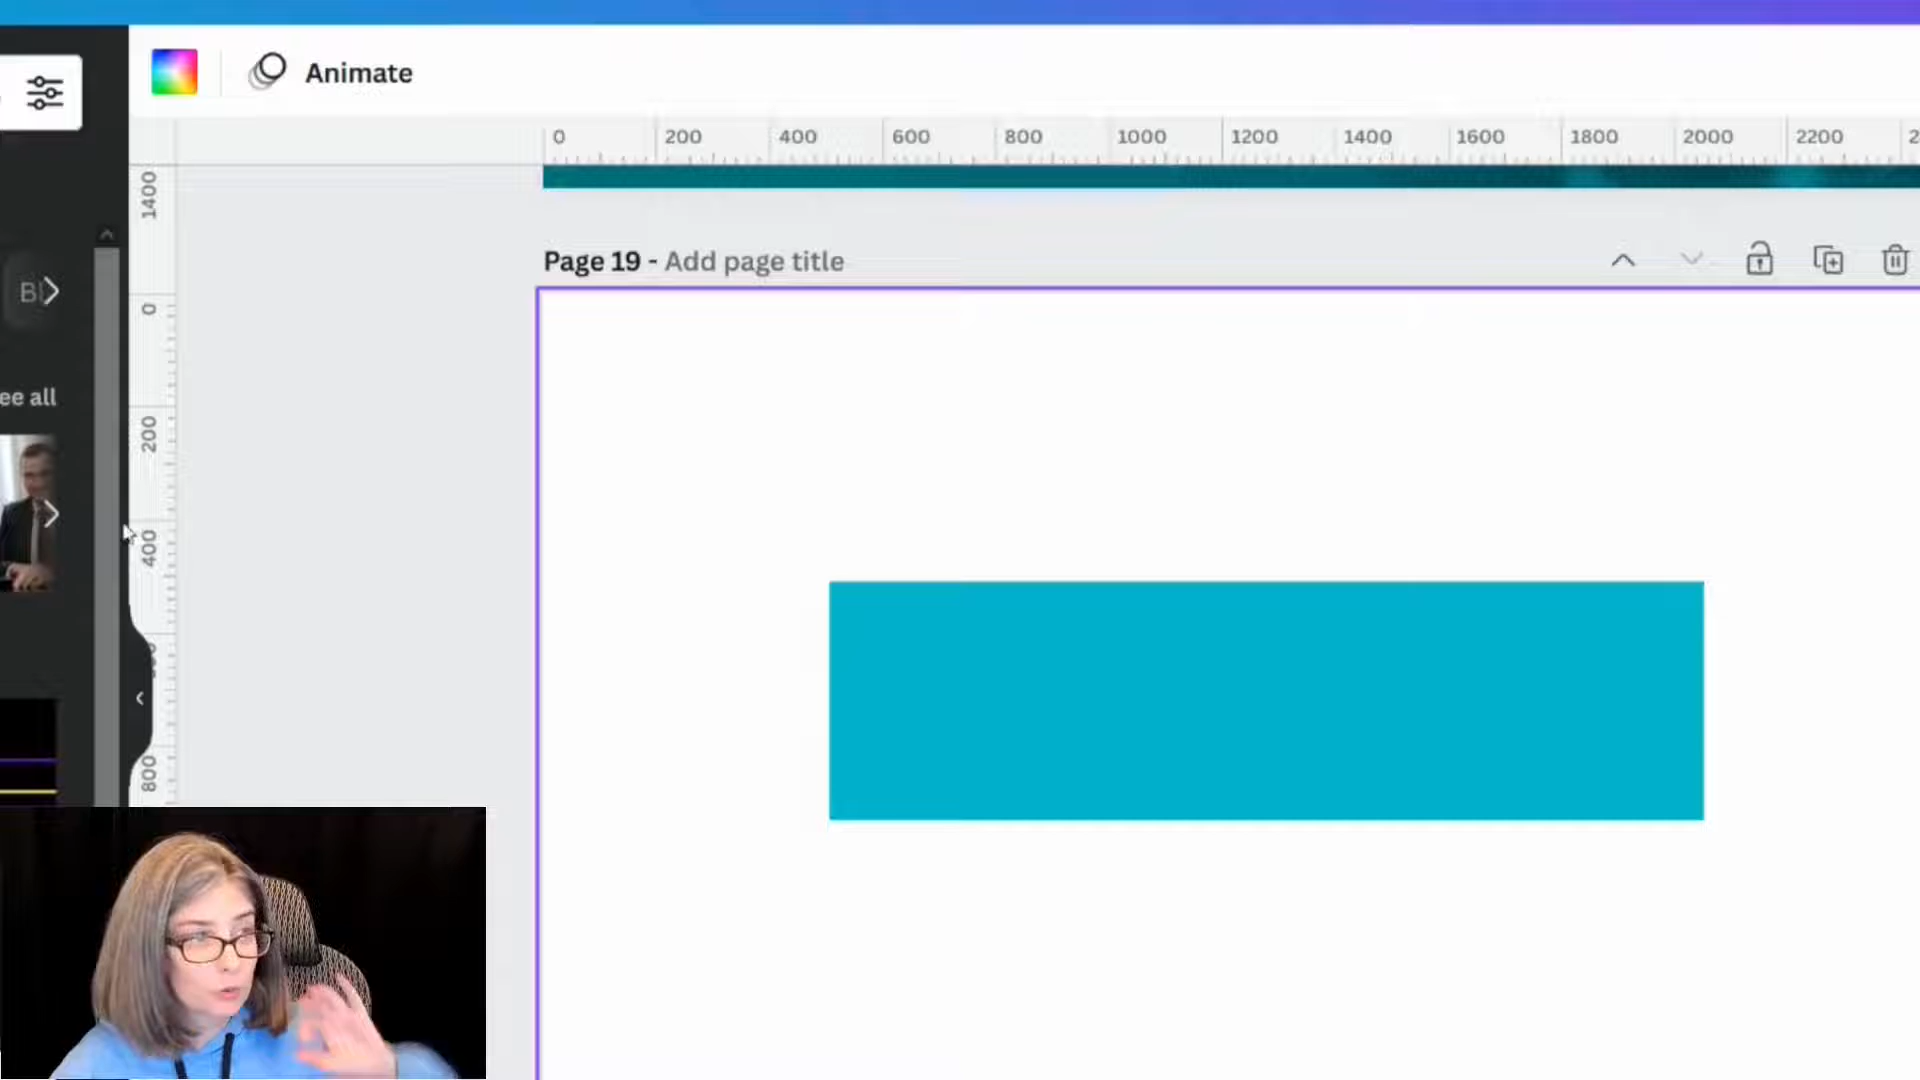 Animate
0 200 400 600 800 1000 1200 1400 1600 1800 2000 2200
1400
Page 19 - Add page title
0
200
400
800
ee all